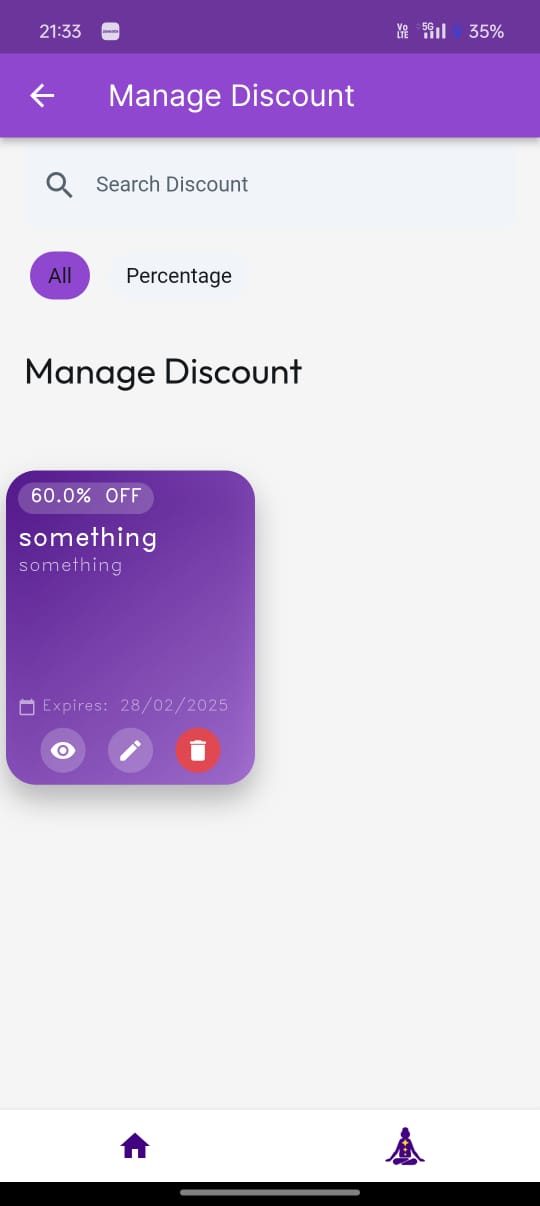 21:33 Vo LTE 5G 35%
Manage Discount
Search Discount
All Percentage
Manage Discount
60.0% OFF
something
something
Expires: 28/02/2025